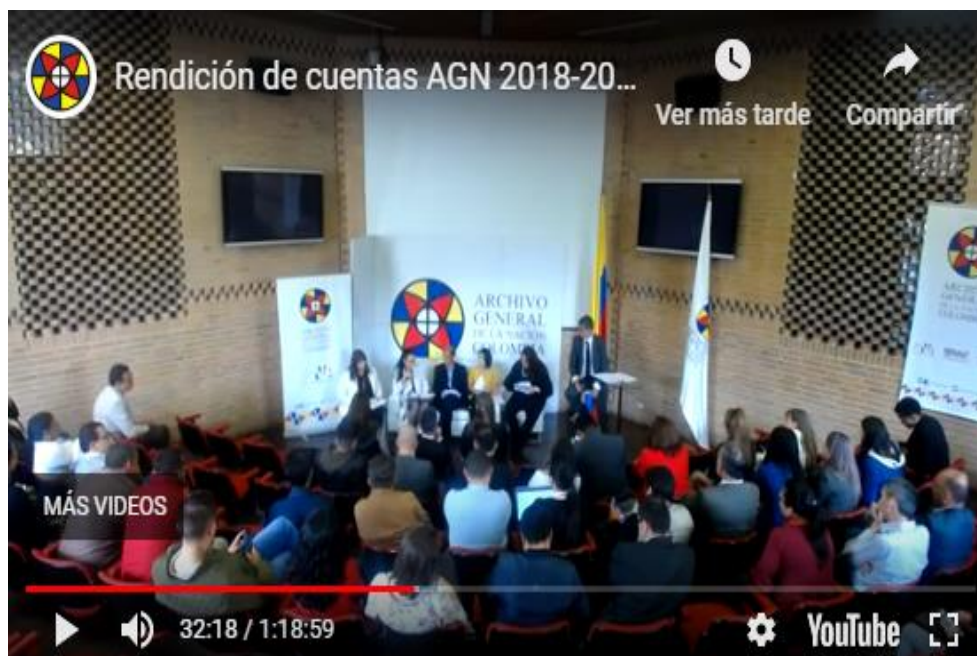 Rendición de cuentas AGN 2018-20...
Ver más tarde
Compartir
ARCHIVO
GENERAL
DE LA NACIÓN
COLOMBIA
MÁS VIDEOS
32:18 / 1:18:59
YouTube